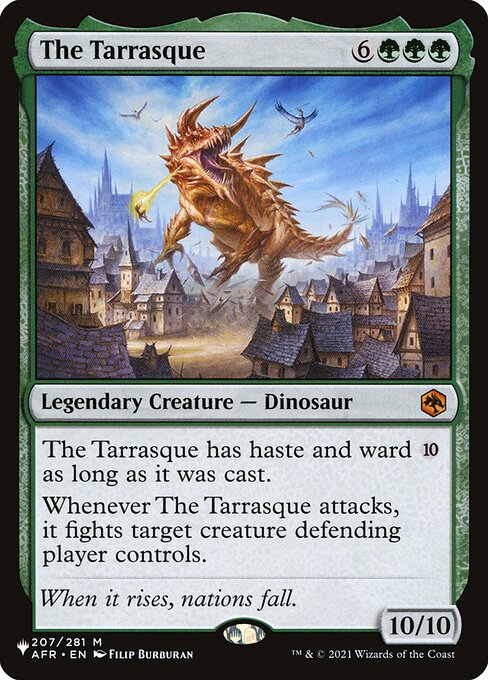 The Tarrasque 6
Legendary Creature — Dinosaur
The Tarrasque has haste and ward 10
as long as it was cast.
Whenever The Tarrasque attacks,
it fights target creature defending
player controls.
When it rises, nations fall.
10/10
207/281 M
AFR • EN Filip Burburan
™ & © 2021 Wizards of the Coast